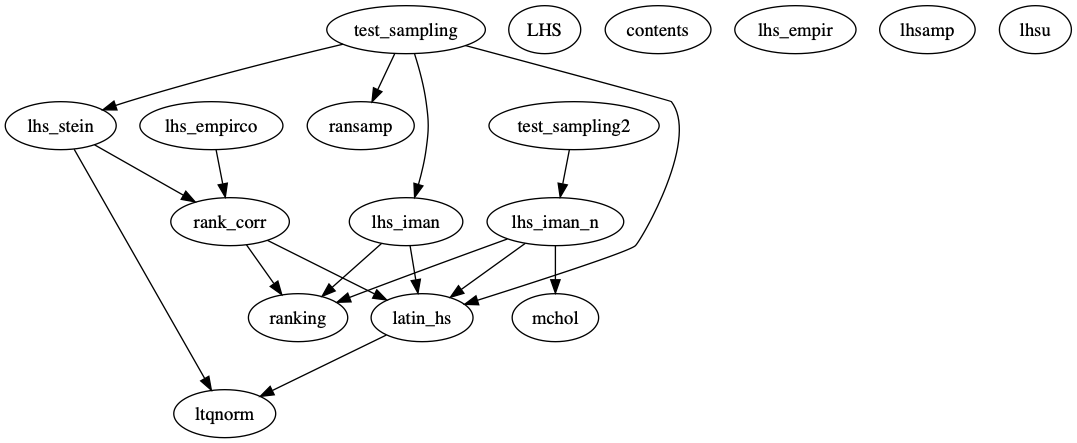 test_sampling
LHS
contents
lhs_empir
lhsamp
lhsu
lhs_stein
lhs_empirco
ransamp
test_sampling2
rank_corr
lhs_iman
lhs_iman_n
ranking
latin_hs
mchol
ltqnorm